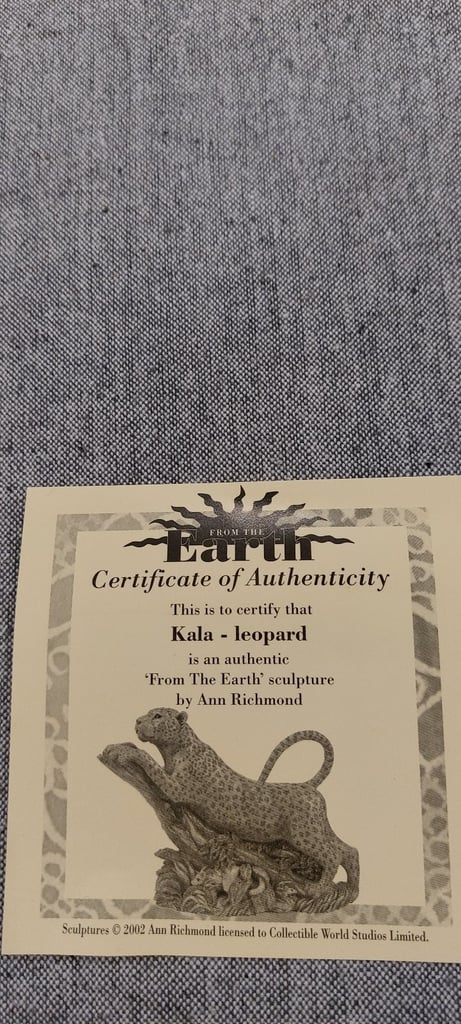 FROM THE
Earth
Certificate of Authenticity
This is to certify that
Kala - leopard
is an authentic
‘From The Earth’ sculpture
by Ann Richmond
Sculptures © 2002 Ann Richmond licensed to Collectible World Studios Limited.